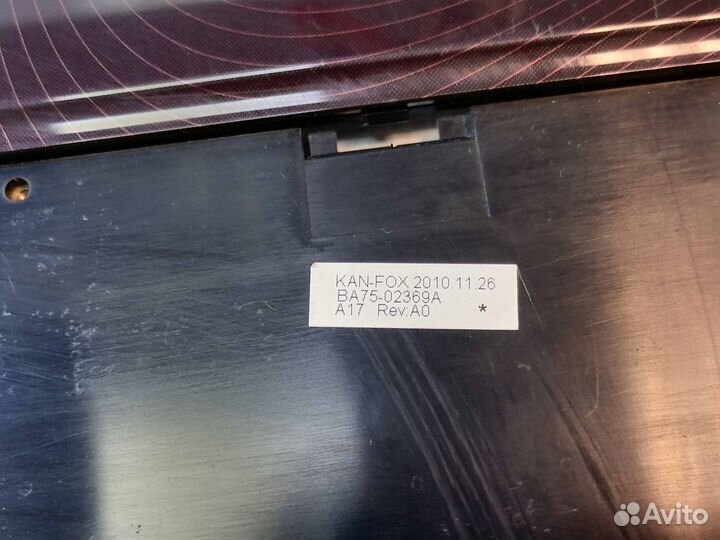 KAN-FOX 2010.11.26
BA75-02369A
A17 Rev:A0 *
Avito